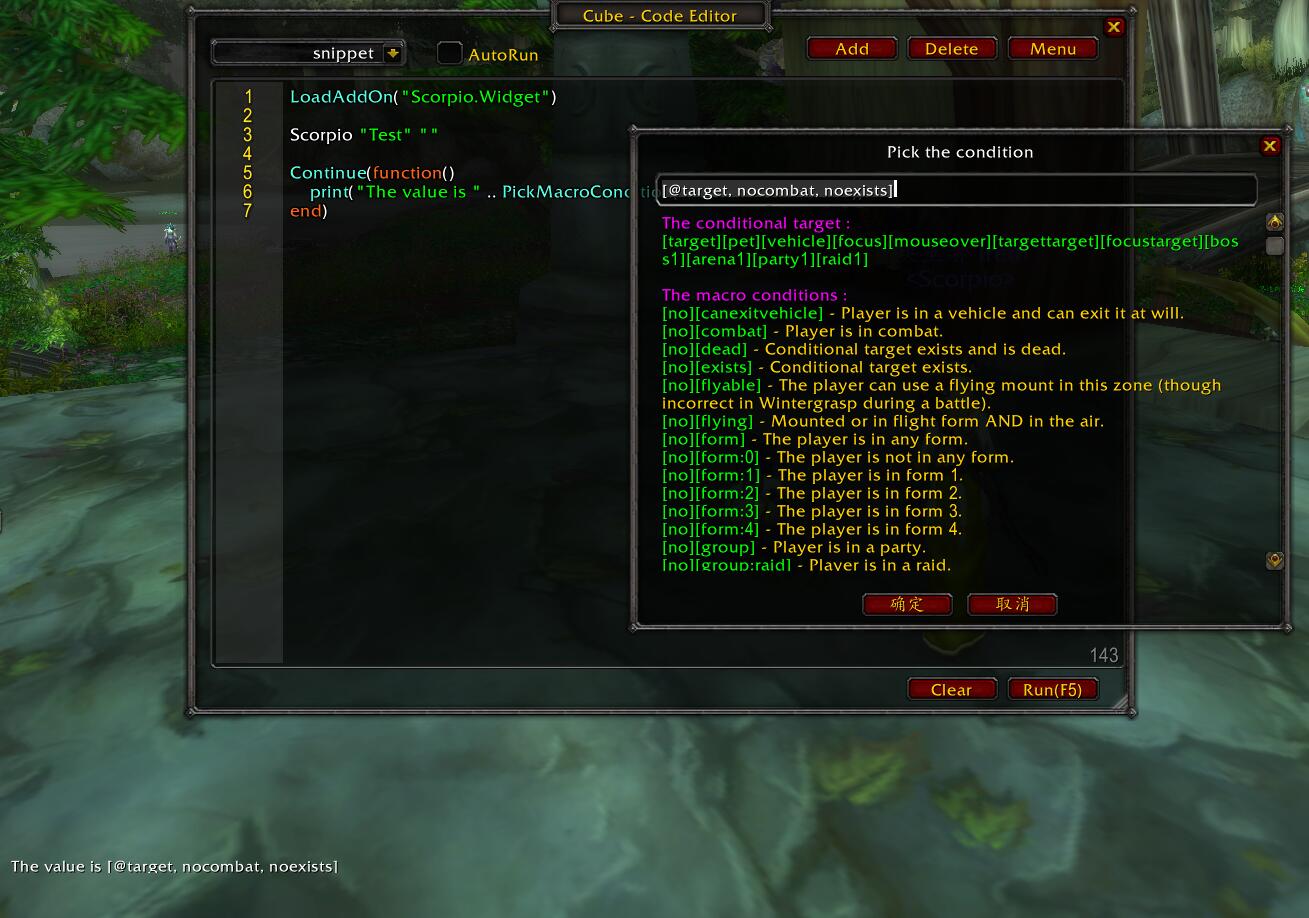 Cube - Code Editor
snippet
AutoRun
Add
Delete
Menu
1 LoadAddOn("Scorpio.Widget")
2
3 Scorpio "Test" ""
4
5 Continue(function()
6 print("The value is " .. PickMacroCond
7 end)
Pick the condition
[@target, nocombat, noexists]
The conditional target :
[target][pet][vehicle][focus][mouseover][targettarget][focustarget][bos
s1][arena1][party1][raid1]
<Scorpio>
The macro conditions :
[no][canexitvehicle] - Player is in a vehicle and can exit it at will.
[no][combat] - Player is in combat.
[no][dead] - Conditional target exists and is dead.
[no][exists] - Conditional target exists.
[no][flyable] - The player can use a flying mount in this zone (though
incorrect in Wintergrasp during a battle).
[no][flying] - Mounted or in flight form AND in the air.
[no][form] - The player is in any form.
[no][form:0] - The player is not in any form.
[no][form:1] - The player is in form 1.
[no][form:2] - The player is in form 2.
[no][form:3] - The player is in form 3.
[no][form:4] - The player is in form 4.
[no][group] - Player is in a party.
[no][group:raid] - Player is in a raid.
确定
取消
143
Clear
Run(F5)
The value is [@target, nocombat, noexists]